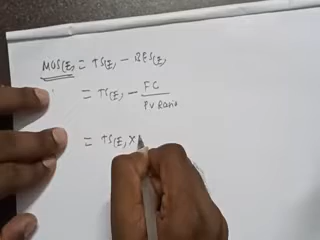 MOS(₹) = TS(₹) - BES(₹)
= TS(₹) - FC / PV Ratio
= TS(₹) ×